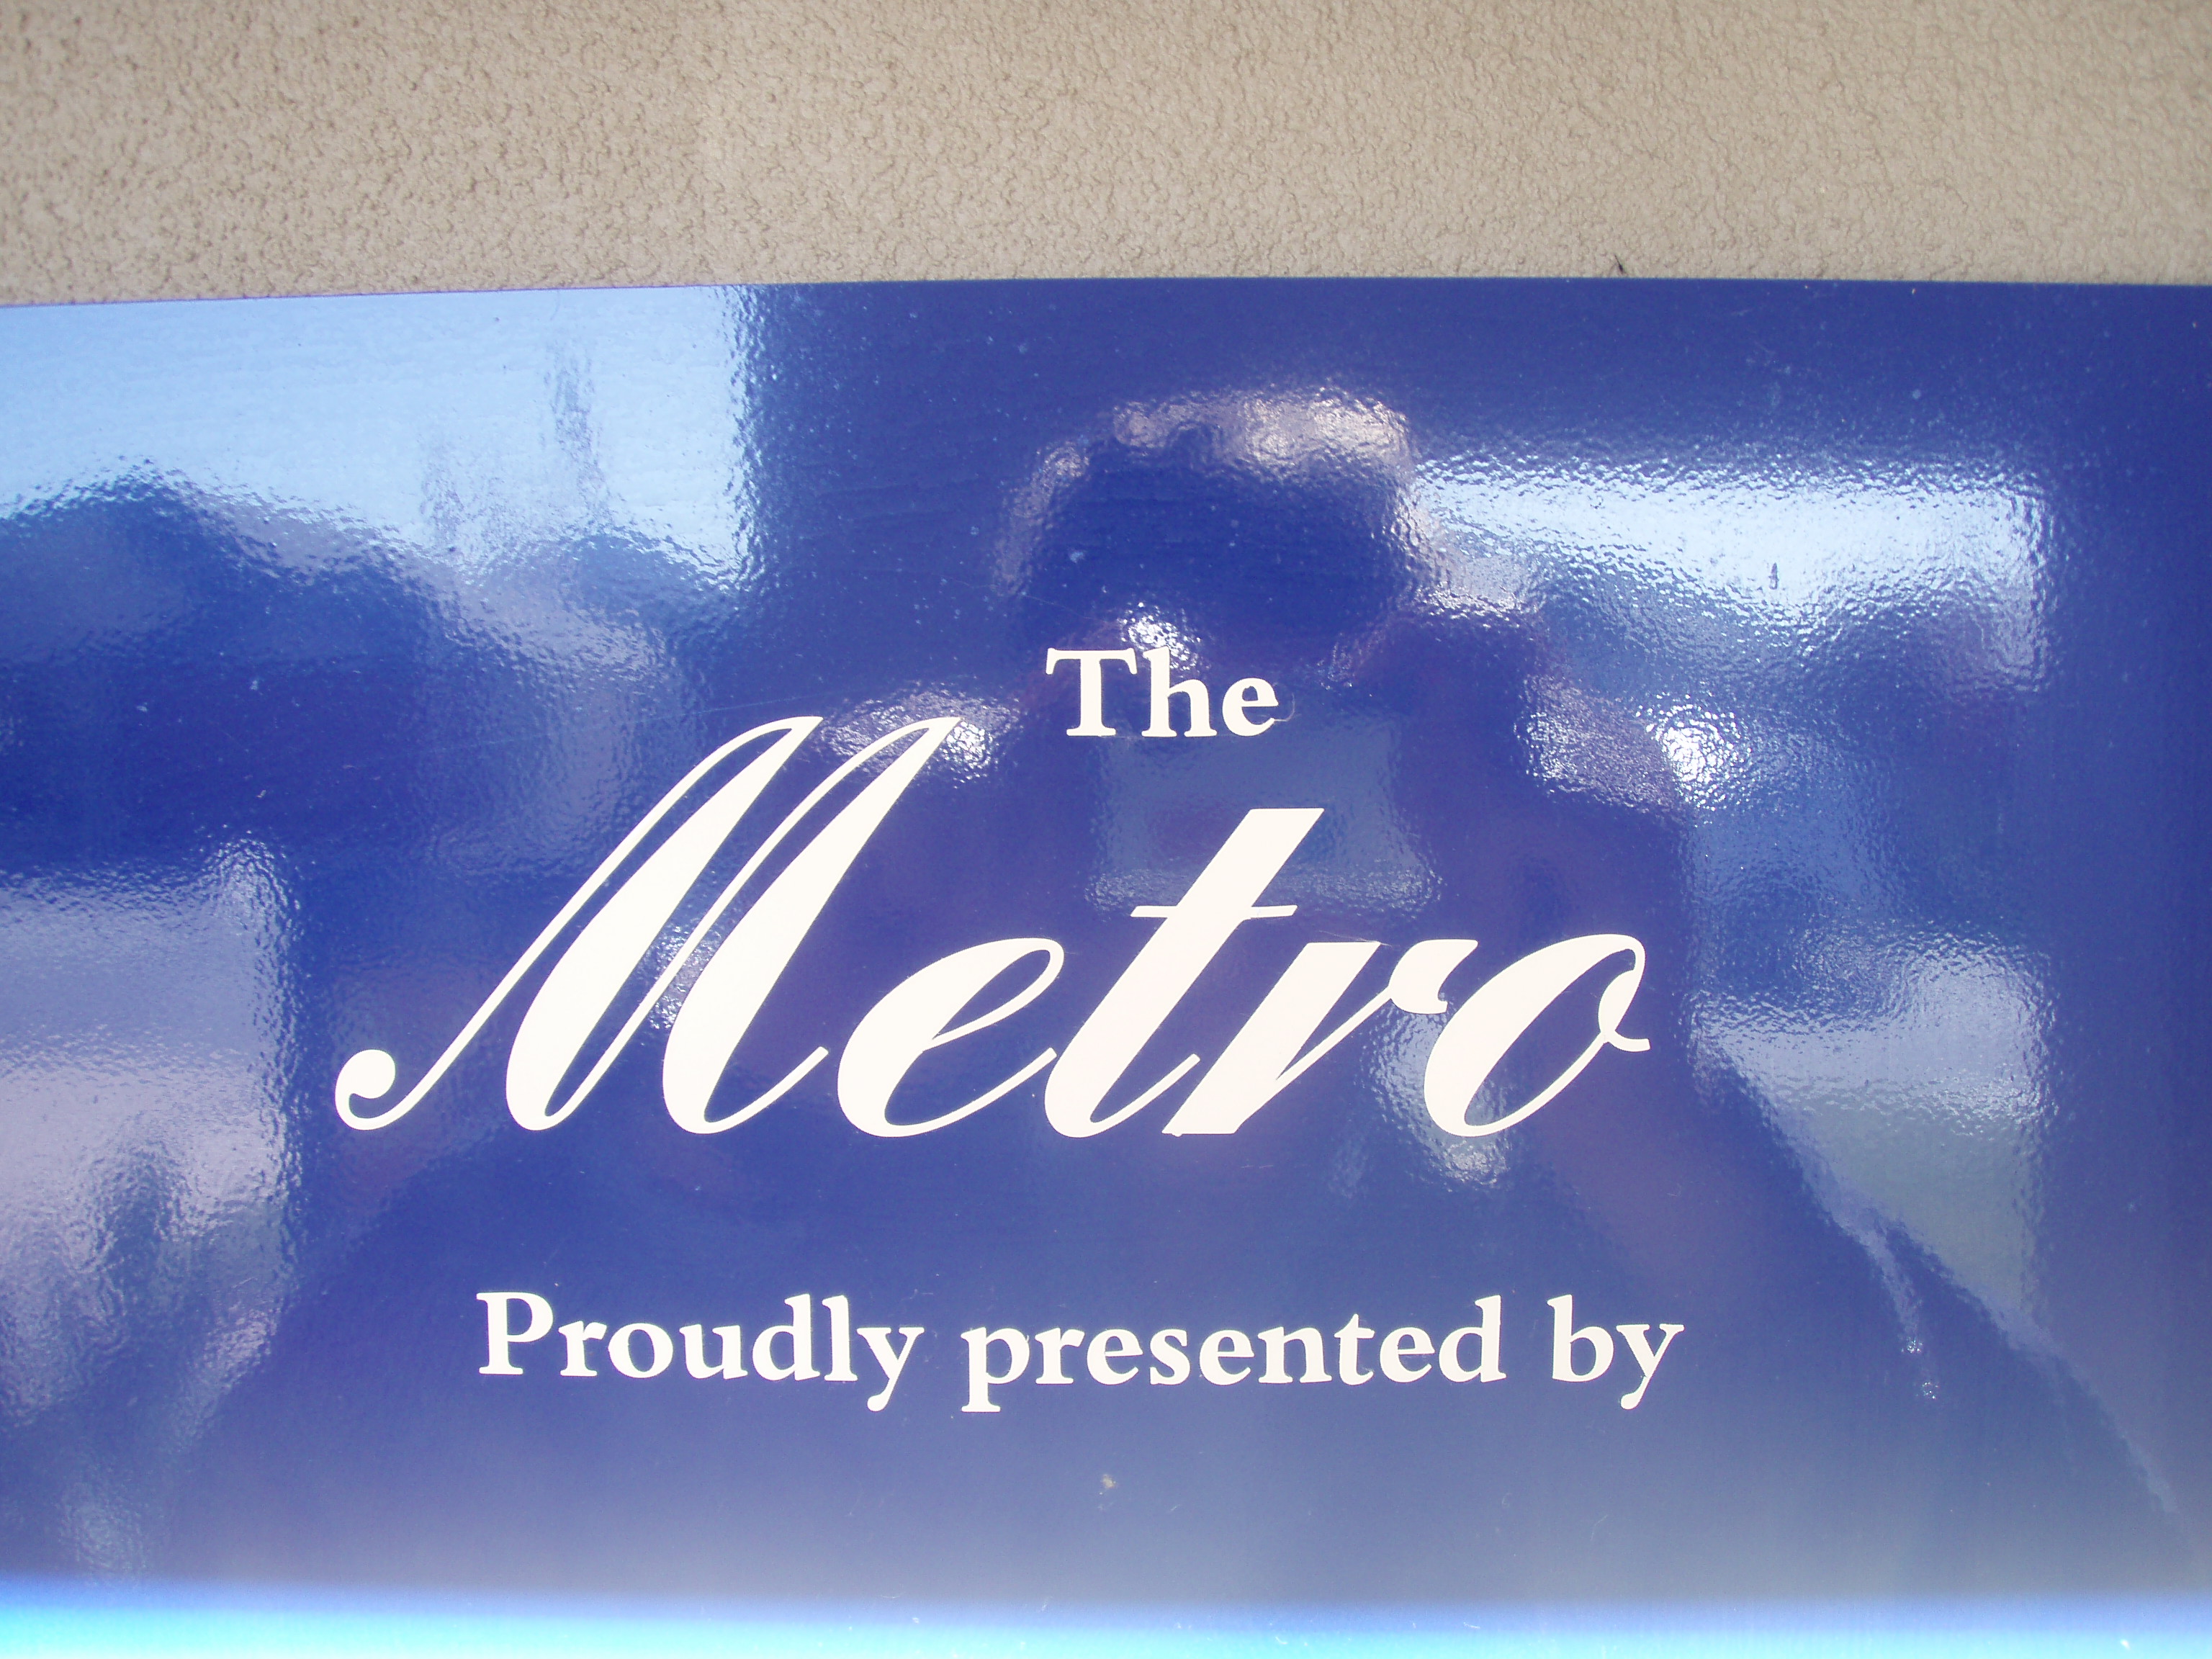 The
Metro
Proudly presented by